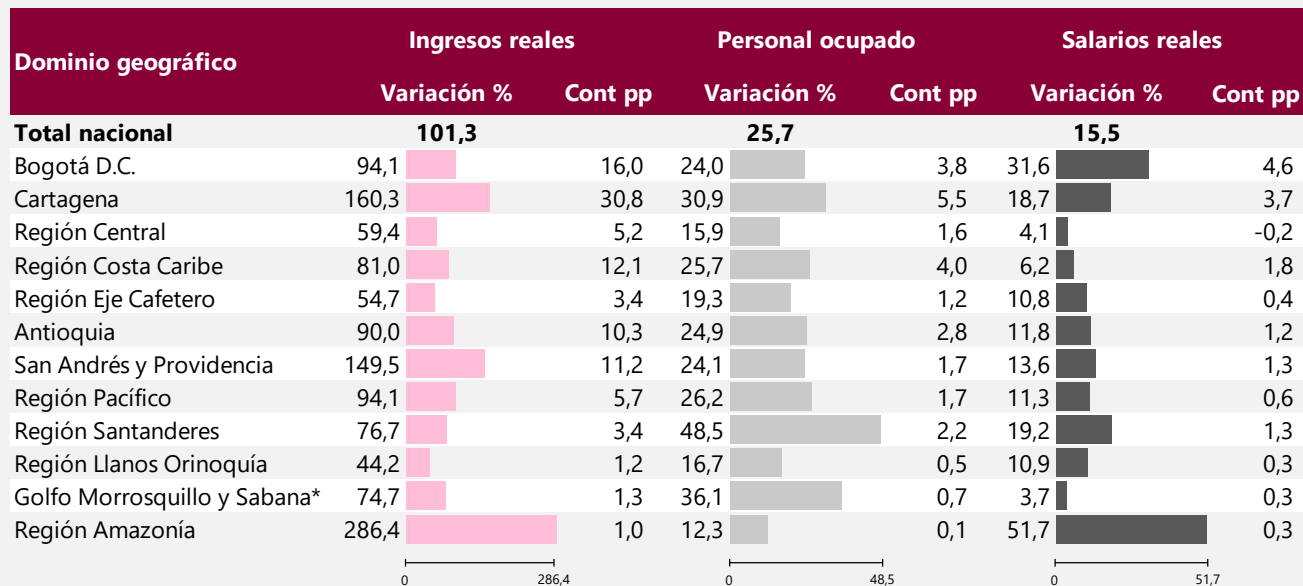 Dominio geográfico Ingresos reales Personal ocupado Salarios reales
Variación % Cont pp Variación % Cont pp Variación % Cont pp
Total nacional 101,3 25,7 15,5
Bogotá D.C. 94,1 16,0 24,0 3,8 31,6 4,6
Cartagena 160,3 30,8 30,9 5,5 18,7 3,7
Región Central 59,4 5,2 15,9 1,6 4,1 -0,2
Región Costa Caribe 81,0 12,1 25,7 4,0 6,2 1,8
Región Eje Cafetero 54,7 3,4 19,3 1,2 10,8 0,4
Antioquia 90,0 10,3 24,9 2,8 11,8 1,2
San Andrés y Providencia 149,5 11,2 24,1 1,7 13,6 1,3
Región Pacífico 94,1 5,7 26,2 1,7 11,3 0,6
Región Santanderes 76,7 3,4 48,5 2,2 19,2 1,3
Región Llanos Orinoquía 44,2 1,2 16,7 0,5 10,9 0,3
Golfo Morrosquillo y Sabana* 74,7 1,3 36,1 0,7 3,7 0,3
Región Amazonía 286,4 1,0 12,3 0,1 51,7 0,3
0 286,4 0 48,5 0 51,7